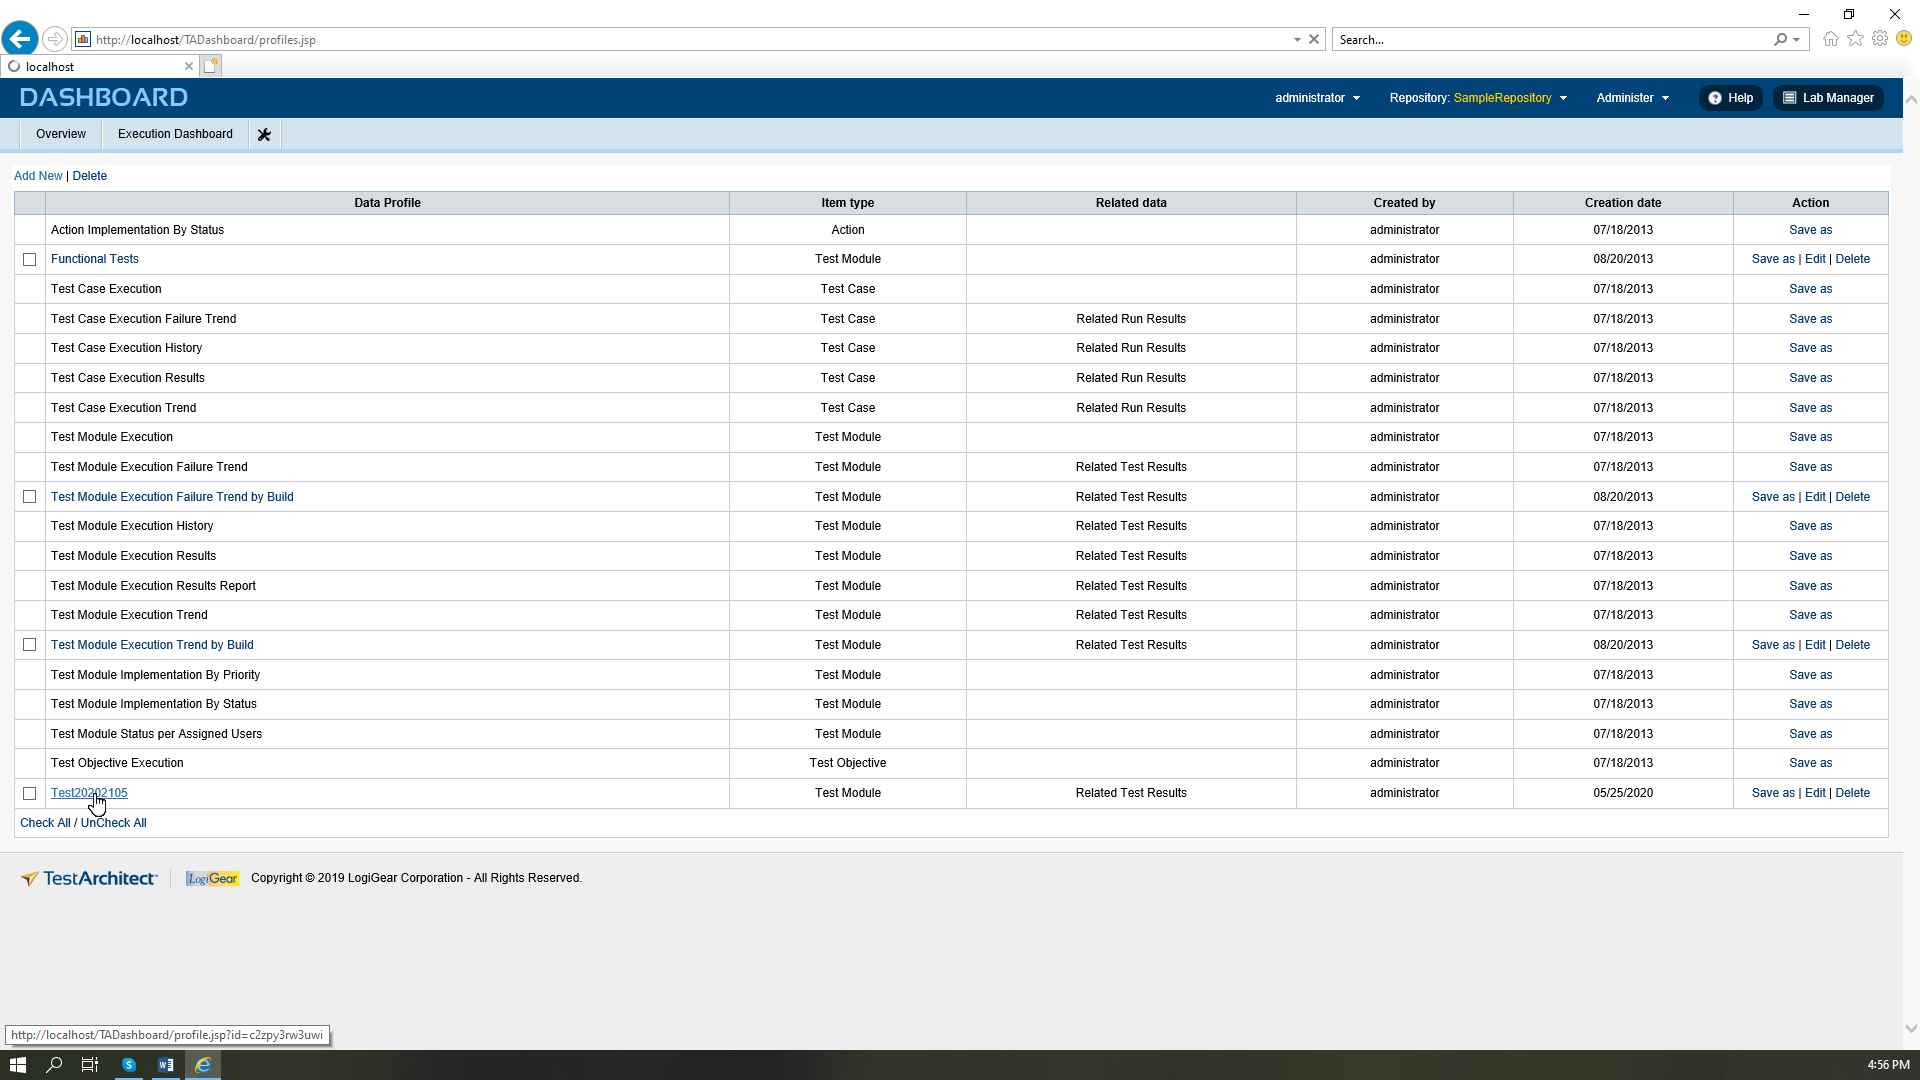 http://localhost/TADashboard/profiles.jsp
Search...
localhost
DASHBOARD
administrator
Repository: SampleRepository
Administer
Help
Lab Manager
Overview
Execution Dashboard
Add New | Delete
Data Profile Item type Related data Created by Creation date Action
Action Implementation By Status Action administrator 07/18/2013 Save as
Functional Tests Test Module administrator 08/20/2013 Save as | Edit | Delete
Test Case Execution Test Case administrator 07/18/2013 Save as
Test Case Execution Failure Trend Test Case Related Run Results administrator 07/18/2013 Save as
Test Case Execution History Test Case Related Run Results administrator 07/18/2013 Save as
Test Case Execution Results Test Case Related Run Results administrator 07/18/2013 Save as
Test Case Execution Trend Test Case Related Run Results administrator 07/18/2013 Save as
Test Module Execution Test Module administrator 07/18/2013 Save as
Test Module Execution Failure Trend Test Module Related Test Results administrator 07/18/2013 Save as
Test Module Execution Failure Trend by Build Test Module Related Test Results administrator 08/20/2013 Save as | Edit | Delete
Test Module Execution History Test Module Related Test Results administrator 07/18/2013 Save as
Test Module Execution Results Test Module Related Test Results administrator 07/18/2013 Save as
Test Module Execution Results Report Test Module Related Test Results administrator 07/18/2013 Save as
Test Module Execution Trend Test Module Related Test Results administrator 07/18/2013 Save as
Test Module Execution Trend by Build Test Module Related Test Results administrator 08/20/2013 Save as | Edit | Delete
Test Module Implementation By Priority Test Module administrator 07/18/2013 Save as
Test Module Implementation By Status Test Module administrator 07/18/2013 Save as
Test Module Status per Assigned Users Test Module administrator 07/18/2013 Save as
Test Objective Execution Test Objective administrator 07/18/2013 Save as
Test20202105 Test Module Related Test Results administrator 05/25/2020 Save as | Edit | Delete
Check All / UnCheck All
TestArchitect LogiGear Copyright © 2019 LogiGear Corporation - All Rights Reserved.
http://localhost/TADashboard/profile.jsp?id=c2zpy3rw3uwi
4:56 PM